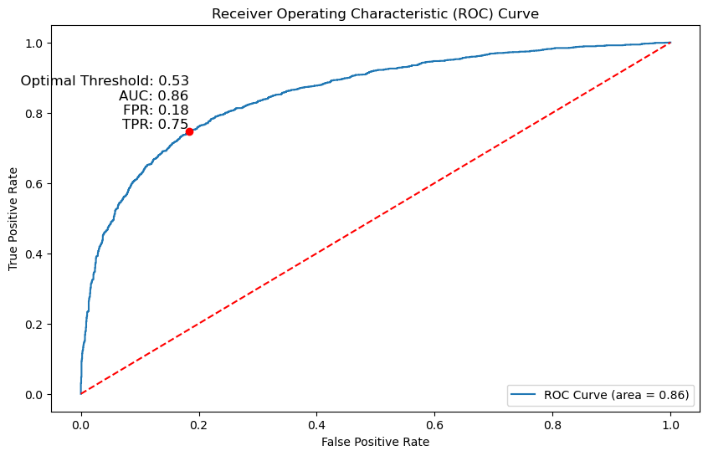 Receiver Operating Characteristic (ROC) Curve
1.0
Optimal Threshold: 0.53
AUC: 0.86
FPR: 0.18
TPR: 0.75
0.8
0.6
0.4
0.2
0.0
True Positive Rate
ROC Curve (area = 0.86)
0.0 0.2 0.4 0.6 0.8 1.0
False Positive Rate